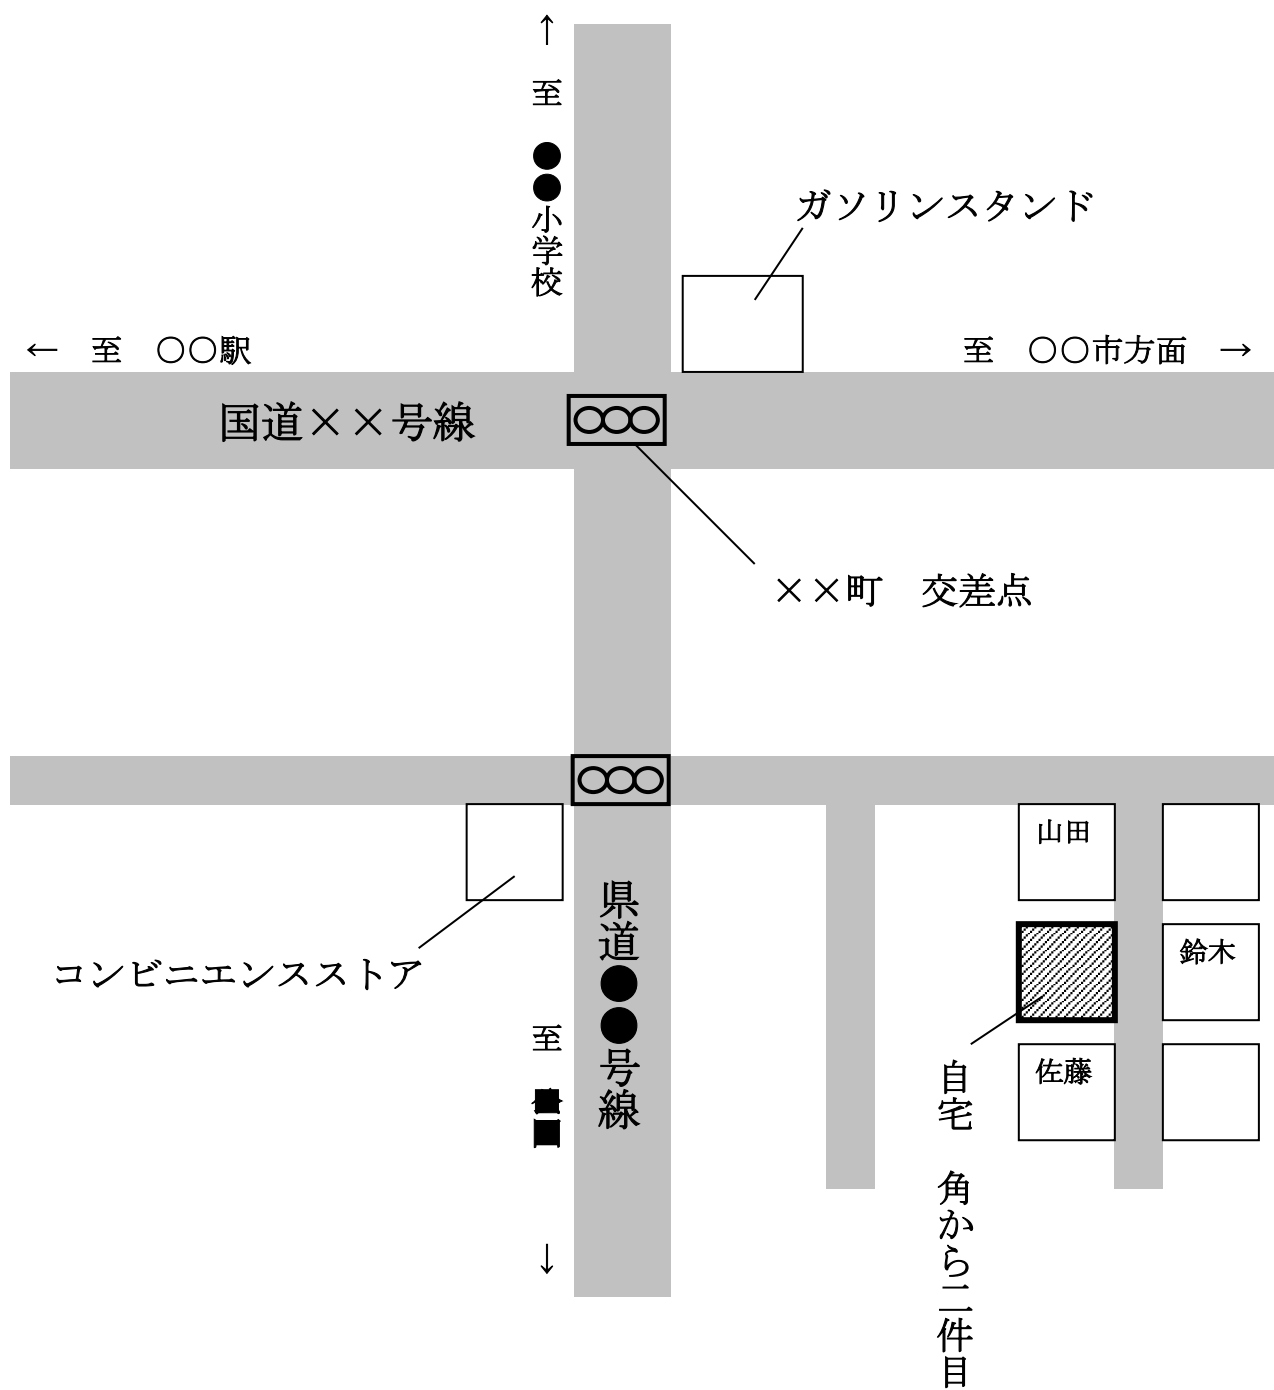 ↑ 至 ●●小学校
ガソリンスタンド
← 至 〇〇駅
至 〇〇市方面 →
国道××号線
××町 交差点
山田
県道●●号線
鈴木
コンビニエンスストア
至 ■■ ↓
佐藤
自宅 角から二件目